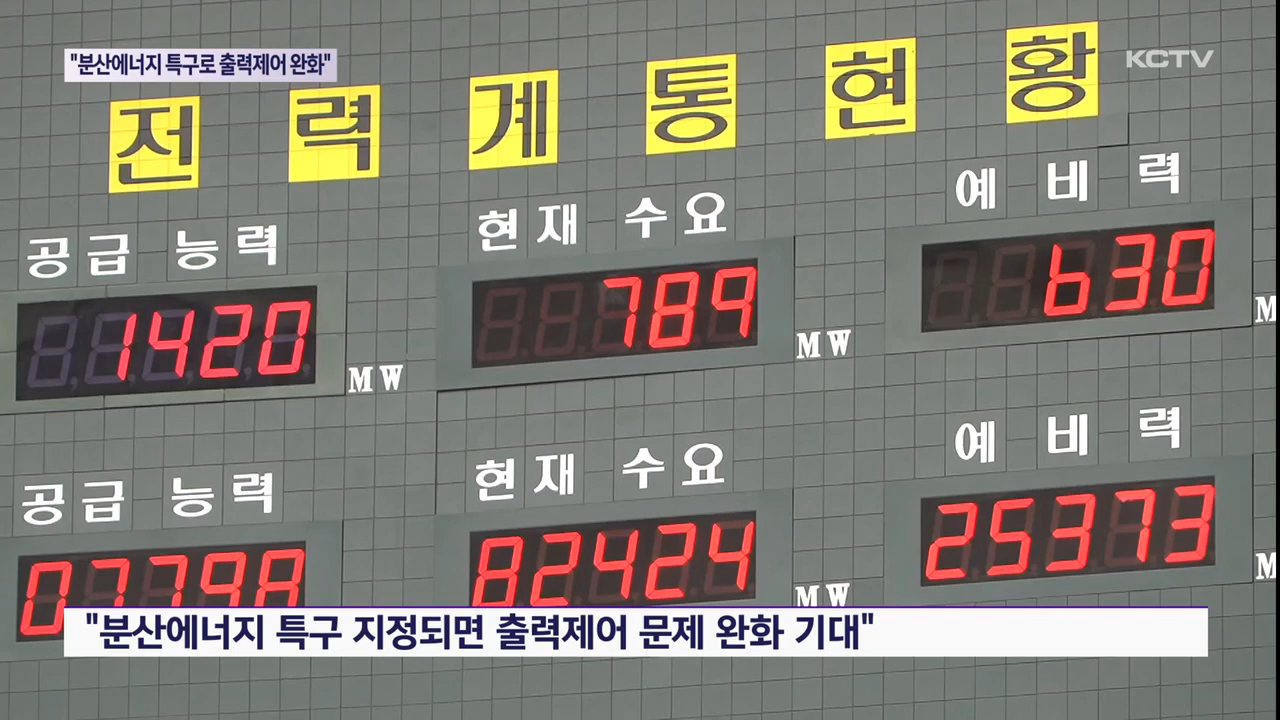 "분산에너지 특구로 출력제어 완화"
KCTV
전력계통현황
공급 능력 현재 수요 예비력
1420 MW 789 MW 630 M
공급 능력 현재 수요 예비력
82424 MW 25373 M
"분산에너지 특구 지정되면 출력제어 문제 완화 기대"